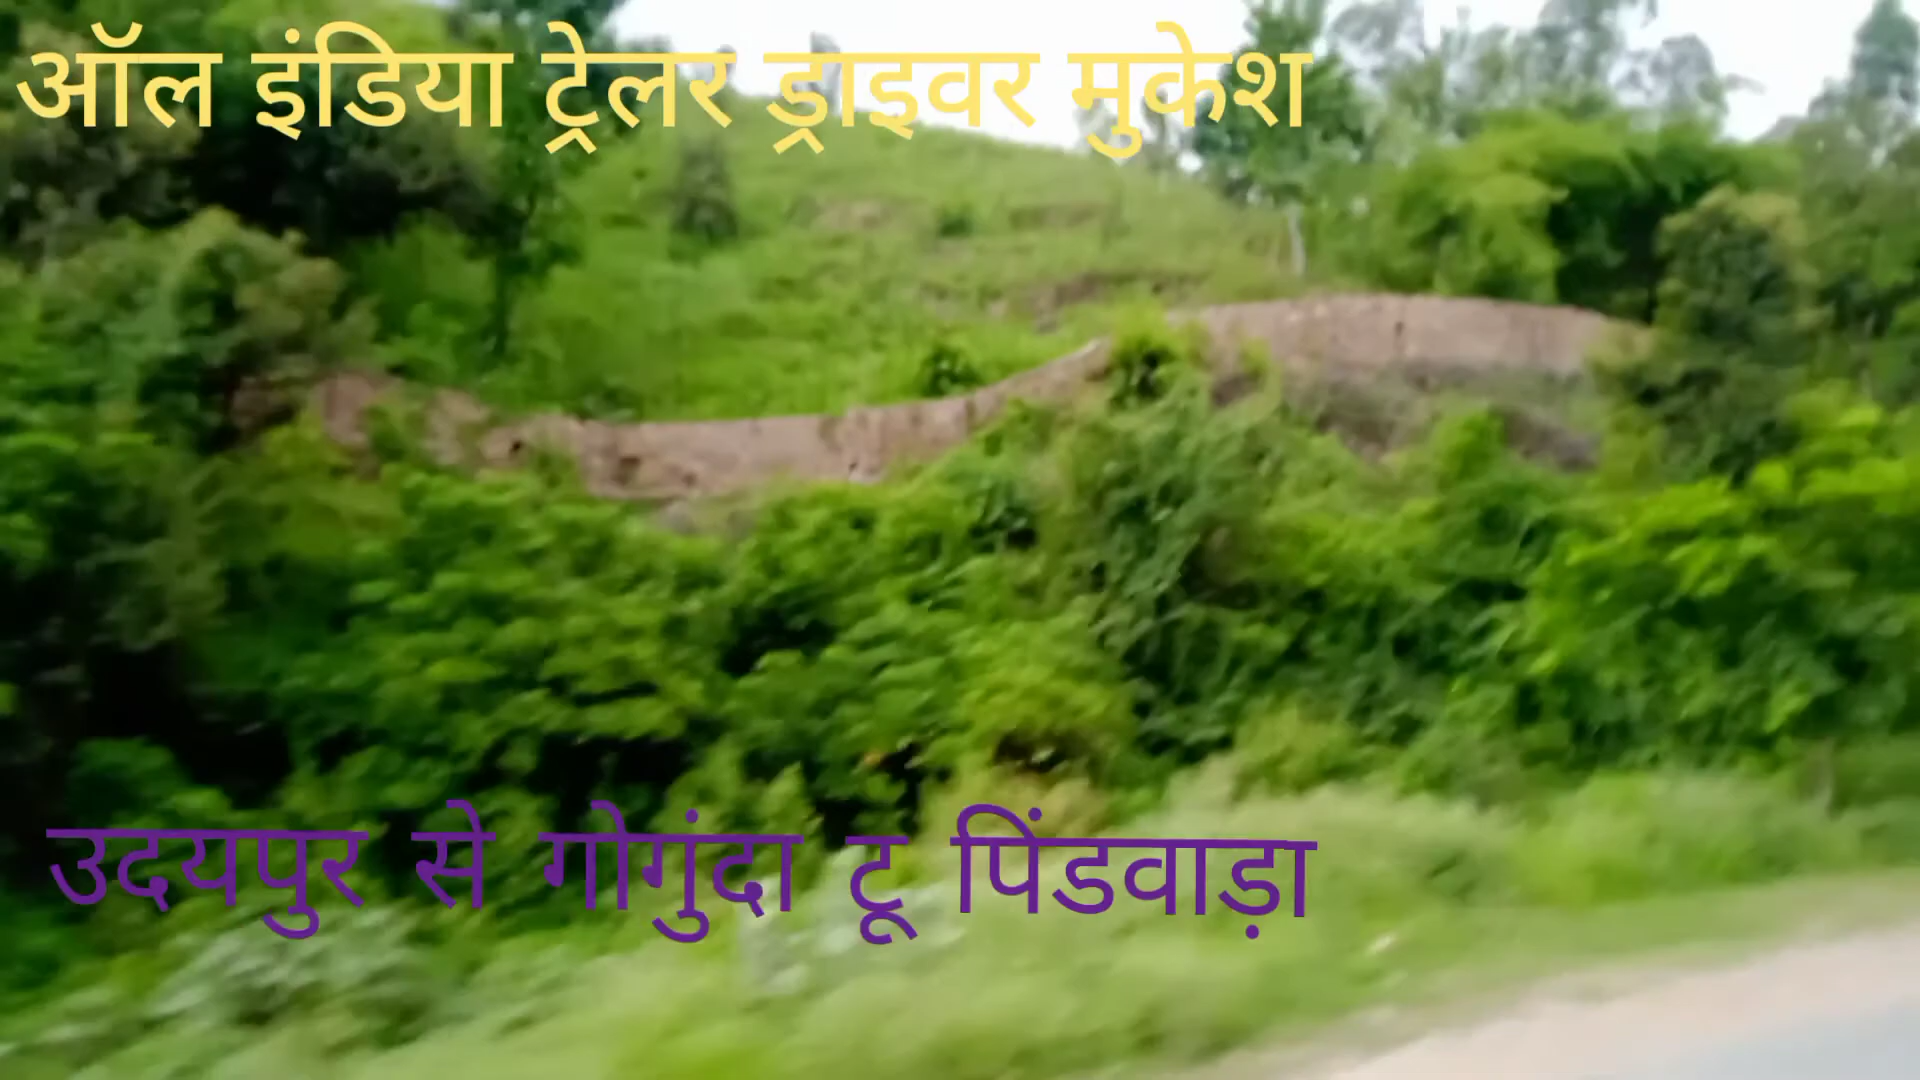 ऑल इंडिया ट्रेलर ड्राइवर मुकेश
उदयपुर से गोगुंदा टू पिंडवाड़ा